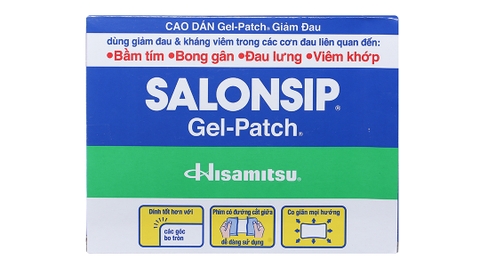 CAO DÁN Gel-Patch® Giảm Đau
dùng giảm đau & kháng viêm trong các cơn đau liên quan đến:
•Bầm tím •Bong gân •Đau lưng •Viêm khớp
SALONSIP®
Gel-Patch®
Hisamitsu®
Dính tốt hơn với
các góc
bo tròn
Phim có đường cắt giữa
dễ dàng sử dụng
Co giãn mọi hướng